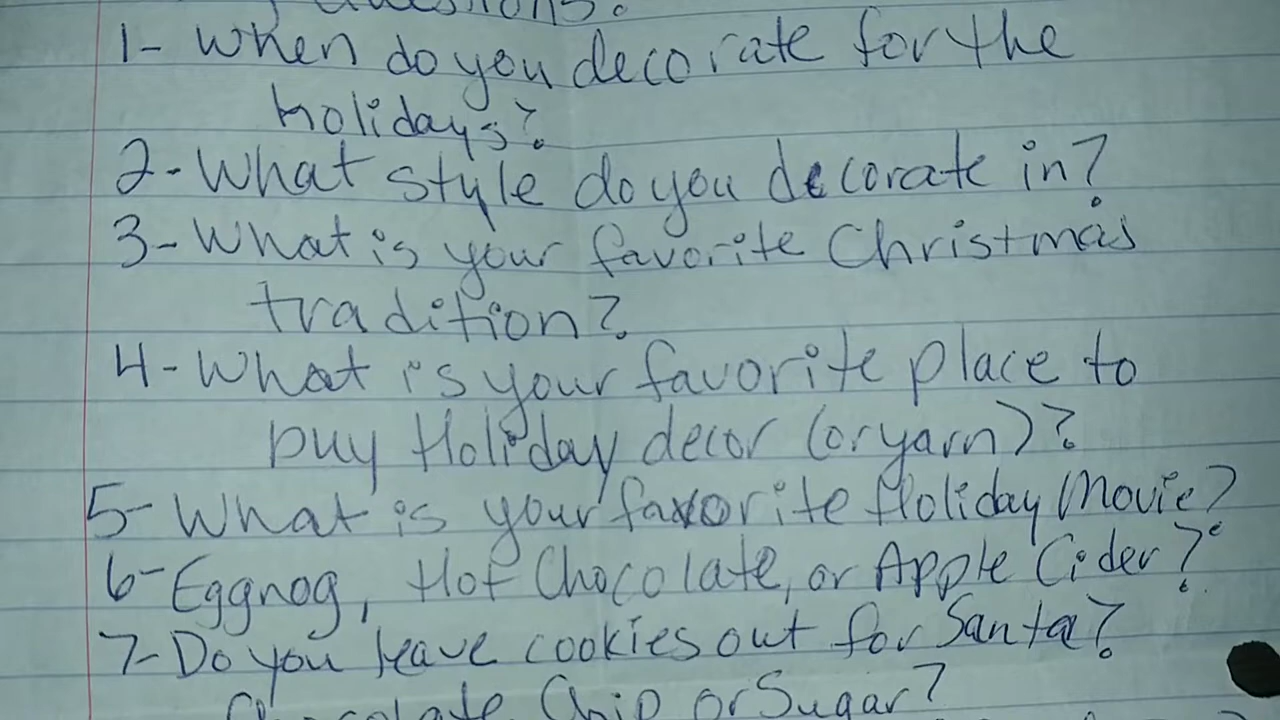 Questions:
1- When do you decorate for the
holidays?
2- What style do you decorate in?
3- What is your favorite Christmas
tradition?
4- What is your favorite place to
buy Holiday decor (or yarn)?
5- What is your favorite Holiday Movie?
6- Eggnog, Hot Chocolate, or Apple Cider?
7- Do you leave cookies out for Santa?
Chocolate Chip or Sugar?